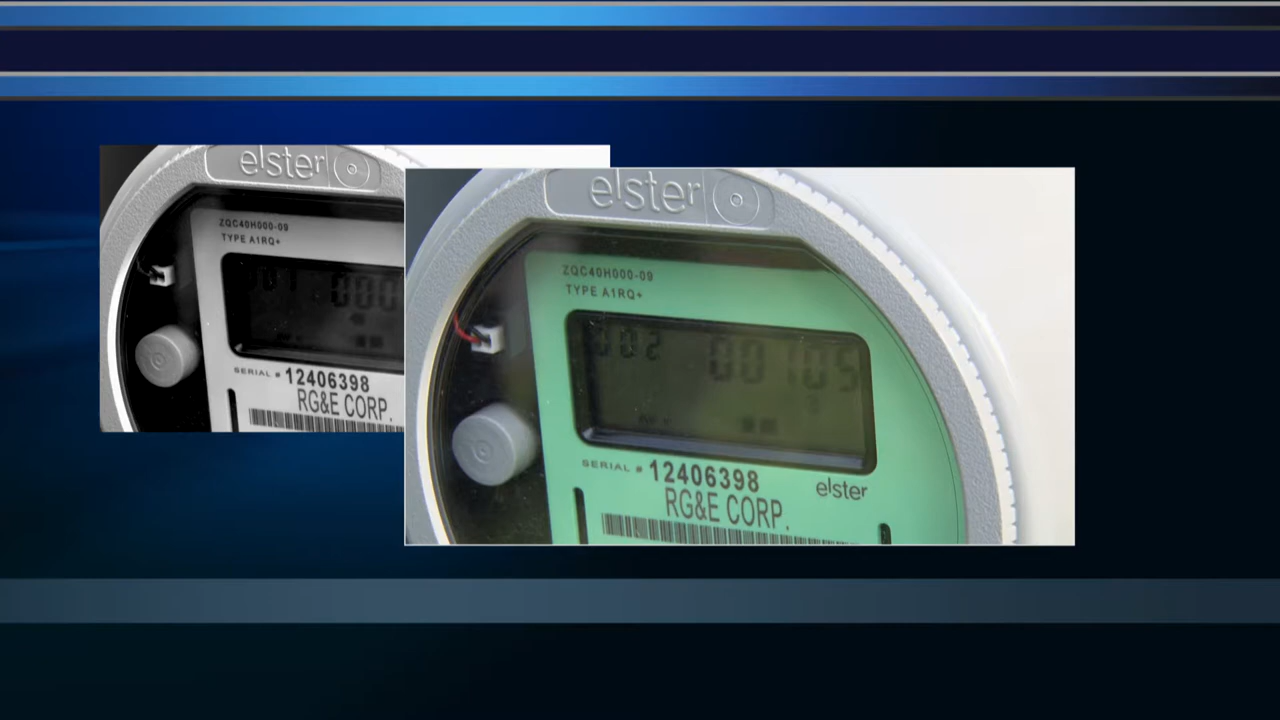 elster
ZQC40H000-09
TYPE A1RQ+
SERIAL # 12406398
RG&E CORP.
elster
ZQC40H000-09
TYPE A1RQ+
002 00105
SERIAL # 12406398
elster
RG&E CORP.